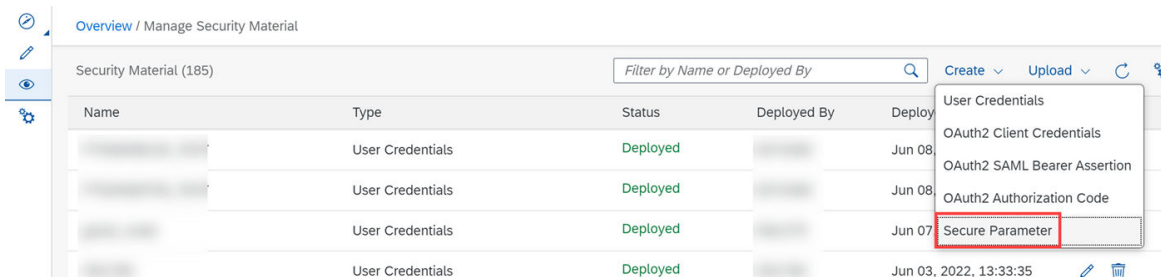 Overview / Manage Security Material
Security Material (185)
Filter by Name or Deployed By
Create
Upload
Name Type Status Deployed By Deploy
User Credentials Deployed Jun 08,
User Credentials Deployed Jun 08,
User Credentials Deployed Jun 07
User Credentials Deployed Jun 03, 2022, 13:33:35
User Credentials
OAuth2 Client Credentials
OAuth2 SAML Bearer Assertion
OAuth2 Authorization Code
Secure Parameter